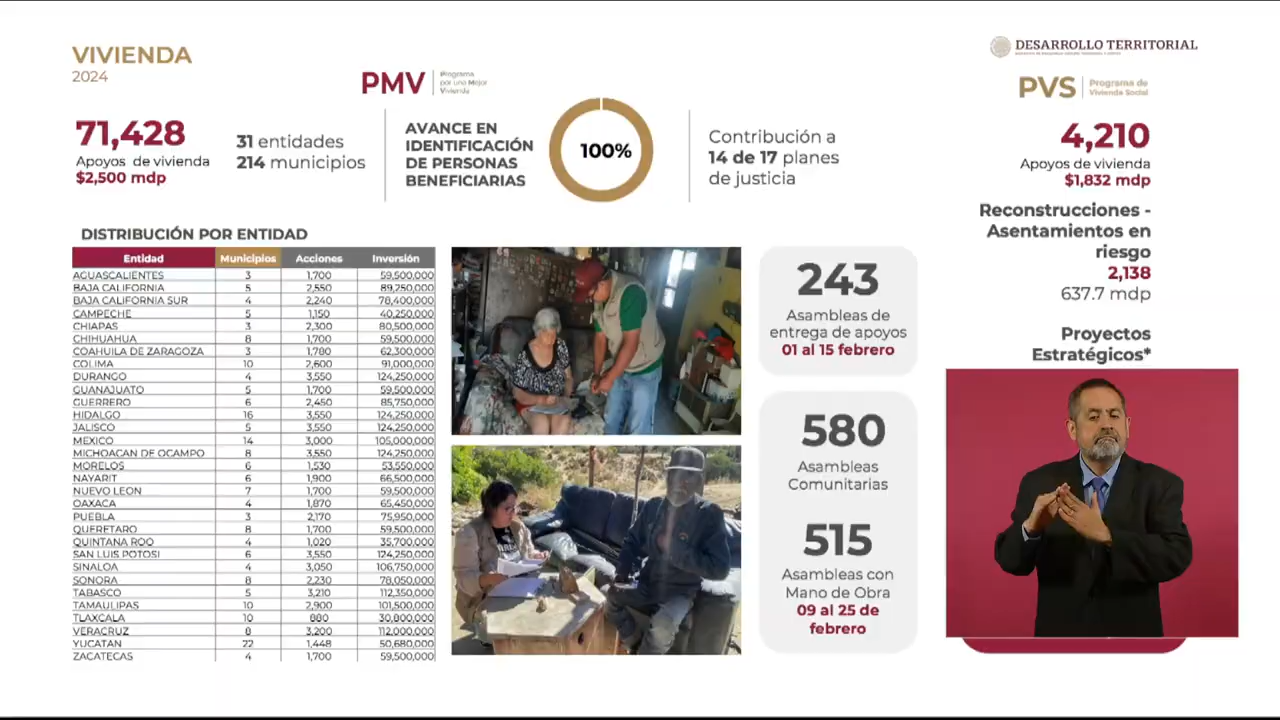 VIVIENDA
2024
DESARROLLO TERRITORIAL
PMV
Programa
por una Mejor
Vivienda
PVS
Programa de
Vivienda Social
71,428
Apoyos de vivienda
$2,500 mdp
31 entidades
214 municipios
AVANCE EN
IDENTIFICACIÓN
DE PERSONAS
BENEFICIARIAS
100%
Contribución a
14 de 17 planes
de justicia
4,210
Apoyos de vivienda
$1,832 mdp
Reconstrucciones -
Asentamientos en
riesgo
2,138
637.7 mdp
Proyectos
Estratégicos*
DISTRIBUCIÓN POR ENTIDAD
Entidad Municipios Acciones Inversión
AGUASCALIENTES 3 1,700 59,500,000
BAJA CALIFORNIA 5 2,550 89,250,000
BAJA CALIFORNIA SUR 4 2,240 78,400,000
CAMPECHE 5 1,150 40,250,000
CHIAPAS 3 2,300 80,500,000
CHIHUAHUA 8 1,700 59,500,000
COAHUILA DE ZARAGOZA 3 1,780 62,300,000
COLIMA 10 2,600 91,000,000
DURANGO 4 3,550 124,250,000
GUANAJUATO 5 1,700 59,500,000
GUERRERO 6 2,450 85,750,000
HIDALGO 16 3,550 124,250,000
JALISCO 5 3,550 124,250,000
MEXICO 14 3,000 105,000,000
MICHOACAN DE OCAMPO 8 3,550 124,250,000
MORELOS 6 1,530 53,550,000
NAYARIT 6 1,900 66,500,000
NUEVO LEON 7 1,700 59,500,000
OAXACA 4 1,870 65,450,000
PUEBLA 3 2,170 75,950,000
QUERETARO 8 1,700 59,500,000
QUINTANA ROO 4 1,020 35,700,000
SAN LUIS POTOSI 6 3,550 124,250,000
SINALOA 4 3,050 106,750,000
SONORA 8 2,230 78,050,000
TABASCO 5 3,210 112,350,000
TAMAULIPAS 10 2,900 101,500,000
TLAXCALA 10 880 30,800,000
VERACRUZ 8 3,200 112,000,000
YUCATAN 22 1,448 50,680,000
ZACATECAS 4 1,700 59,500,000
243
Asambleas de
entrega de apoyos
01 al 15 febrero
580
Asambleas
Comunitarias
515
Asambleas con
Mano de Obra
09 al 25 de
febrero